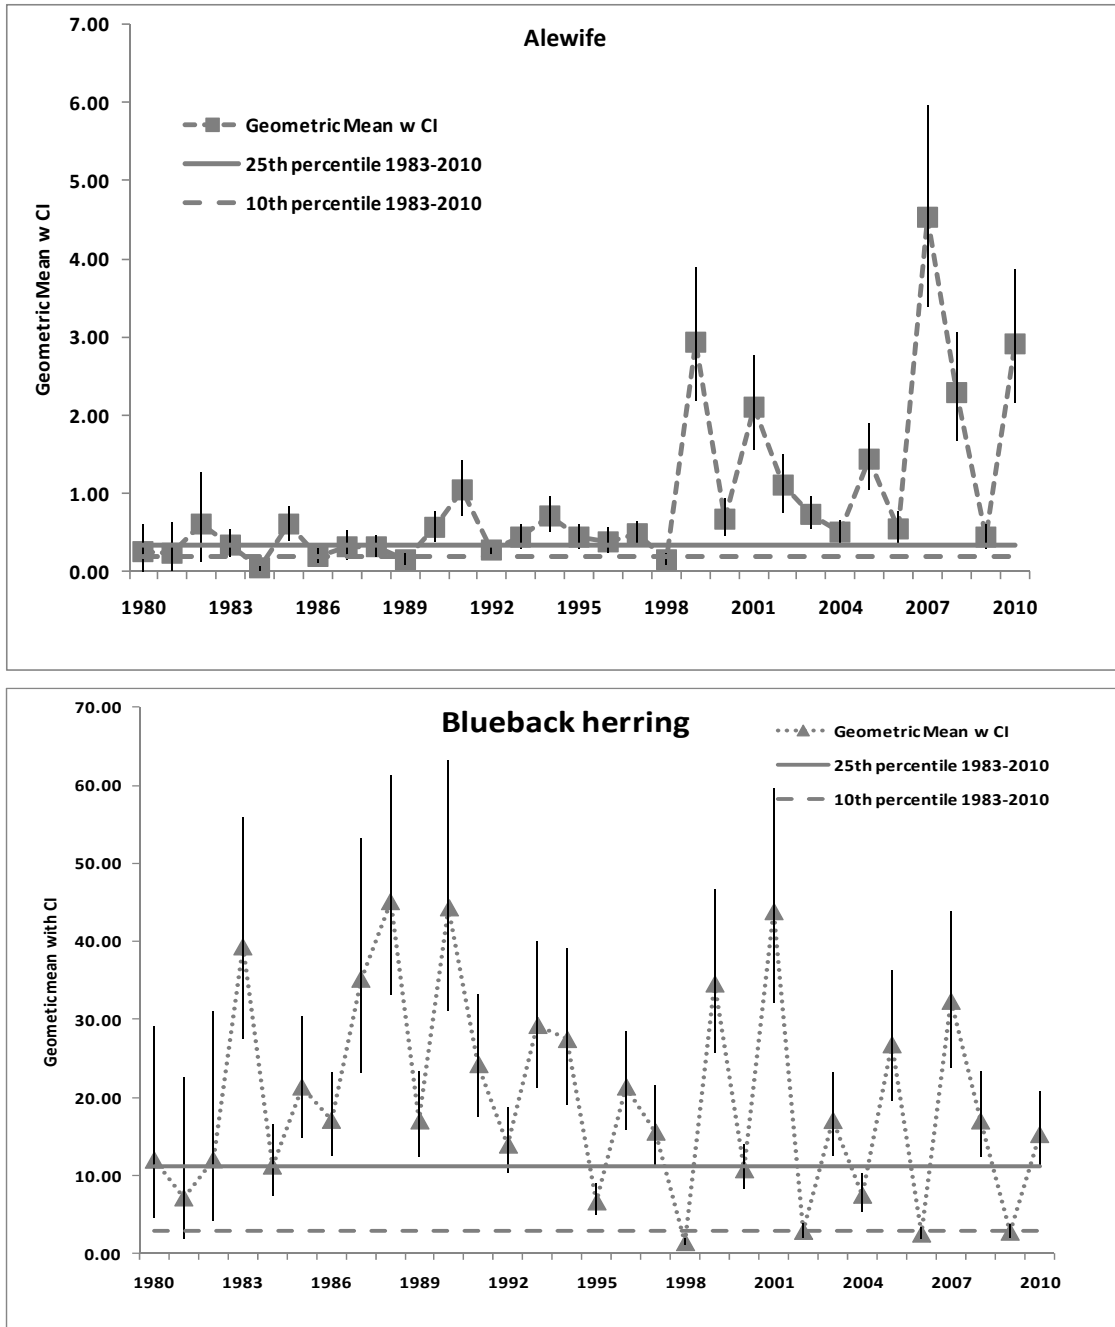 Alewife
Geometric Mean w CI
25th percentile 1983-2010
10th percentile 1983-2010
Geometric Mean w CI
7.00
6.00
5.00
4.00
3.00
2.00
1.00
0.00
1980 1983 1986 1989 1992 1995 1998 2001 2004 2007 2010
Blueback herring
Geometric Mean w CI
25th percentile 1983-2010
10th percentile 1983-2010
Geometic mean with CI
70.00
60.00
50.00
40.00
30.00
20.00
10.00
0.00
1980 1983 1986 1989 1992 1995 1998 2001 2004 2007 2010